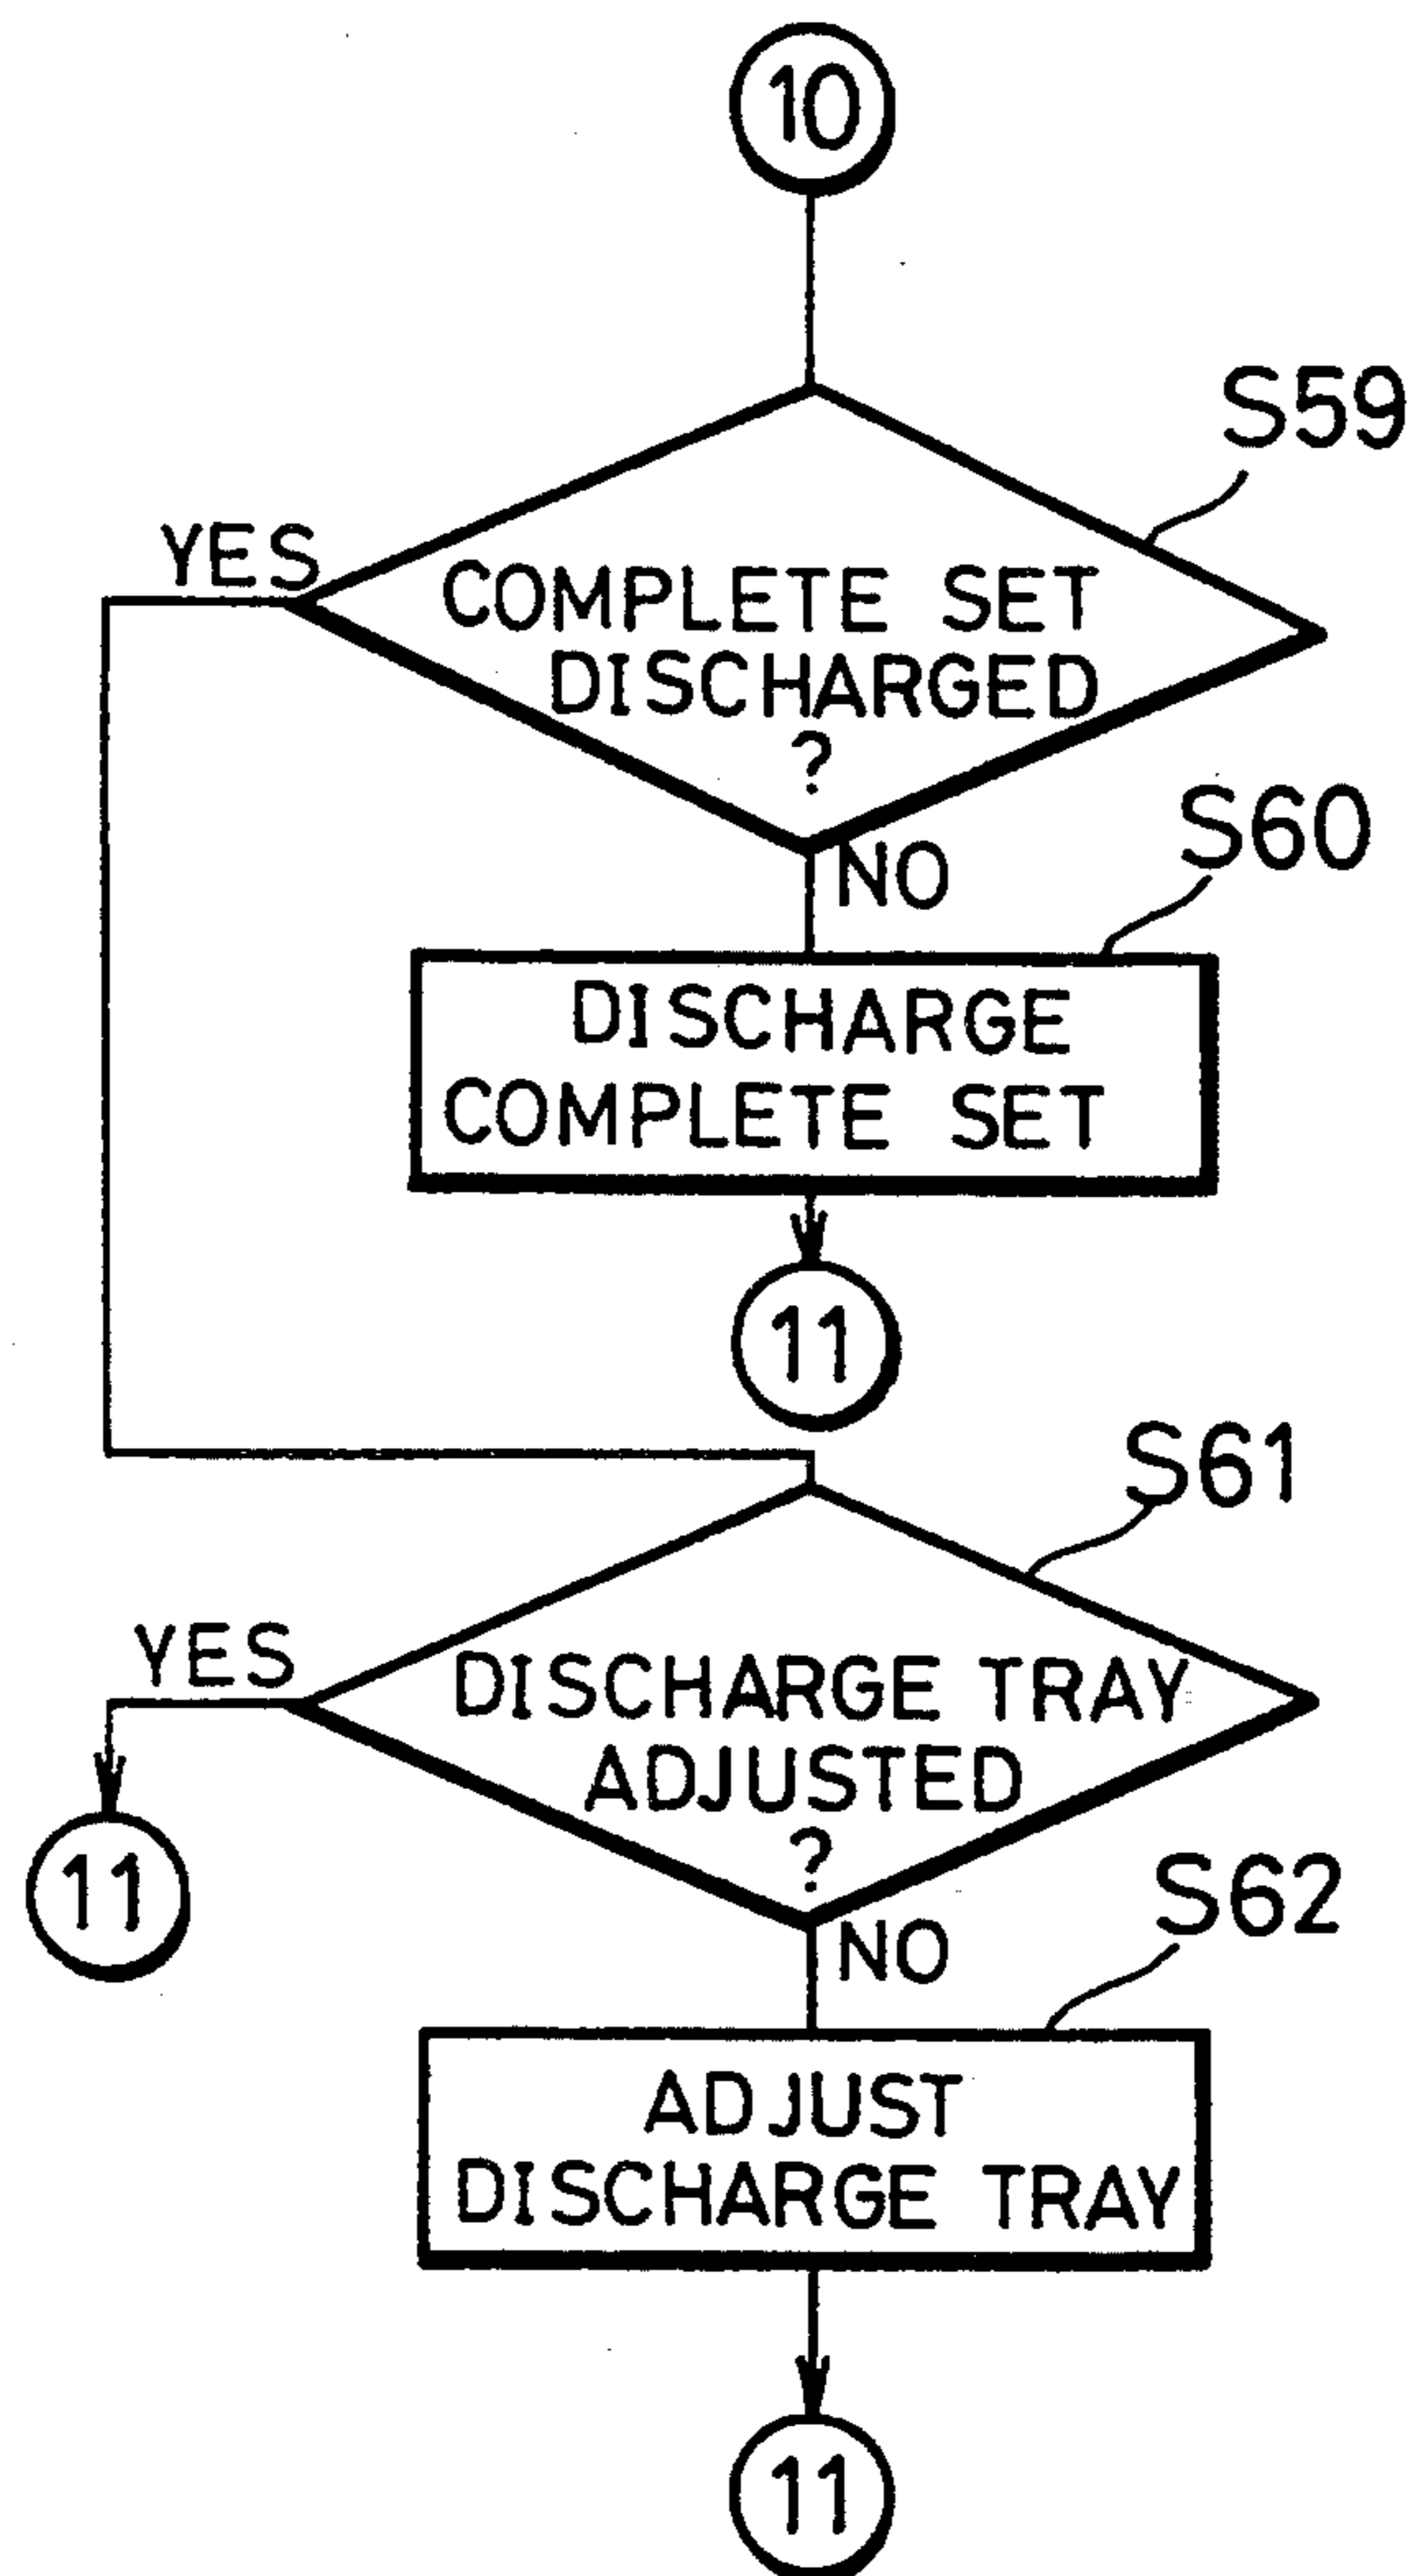 10
S59
YES
COMPLETE SET
DISCHARGED
?
NO
S60
DISCHARGE
COMPLETE SET
11
S61
YES
DISCHARGE TRAY
ADJUSTED
?
11
NO
S62
ADJUST
DISCHARGE TRAY
11